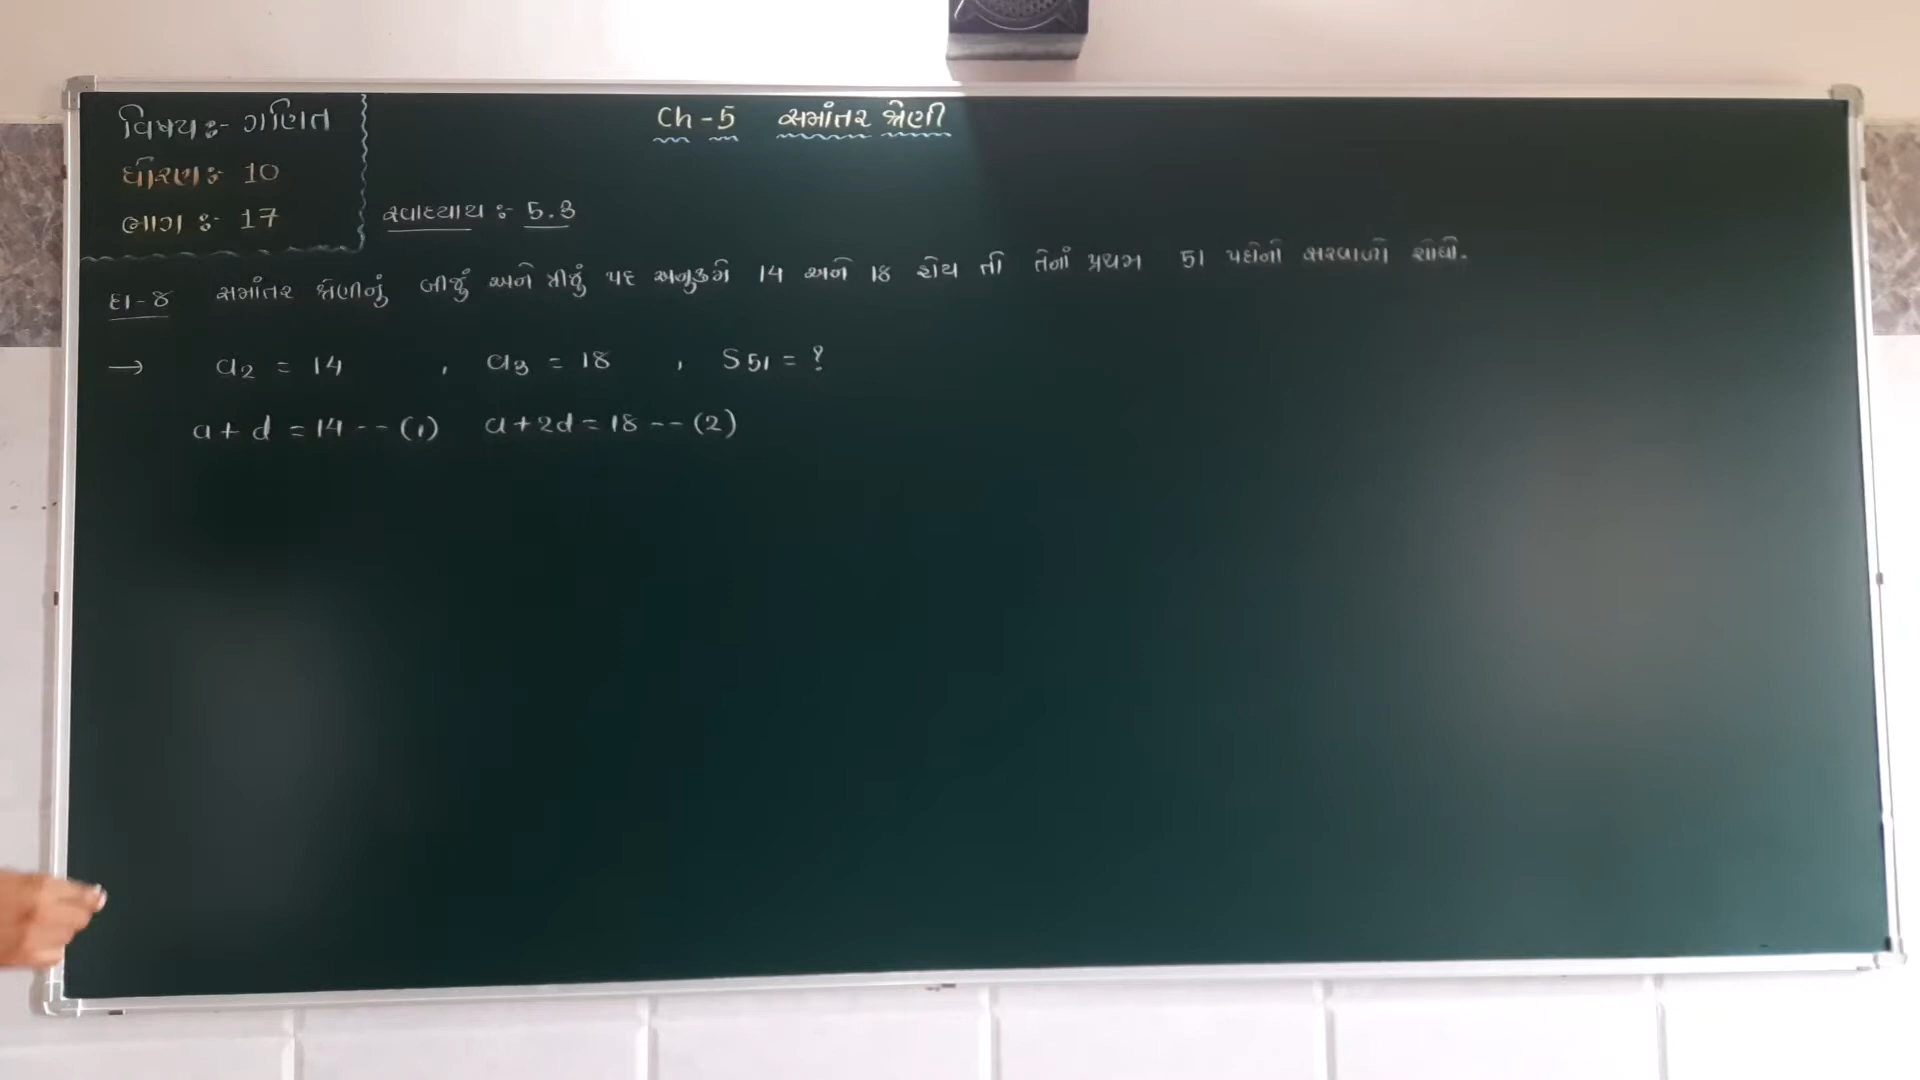 વિષય:- ગણિત
ધોરણ: 10
ભાગ: 17
Ch-5 સમાંતર શ્રેણી
સ્વાધ્યાય:- 5.3
દા-8 સમાંતર શ્રેણીનું બીજું અને ત્રીજું પદ અનુક્રમે 14 અને 18 હોય તો તેનાં પ્રથમ 51 પદોનો સરવાળો શોધો.
→ a2 = 14 , a3 = 18 , S51 = ?
a + d = 14 -- (1) a + 2d = 18 -- (2)